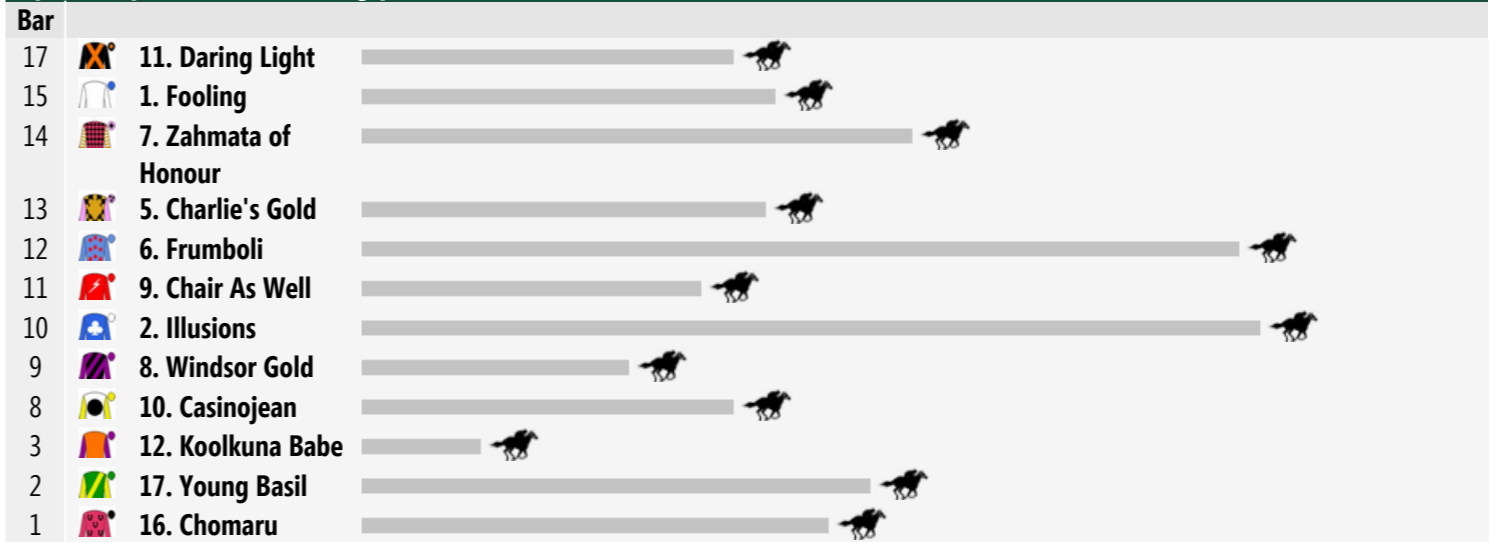 Bar
17 11. Daring Light
15 1. Fooling
14 7. Zahmata of
Honour
13 5. Charlie's Gold
12 6. Frumboli
11 9. Chair As Well
10 2. Illusions
9 8. Windsor Gold
8 10. Casinojean
3 12. Koolkuna Babe
2 17. Young Basil
1 16. Chomaru